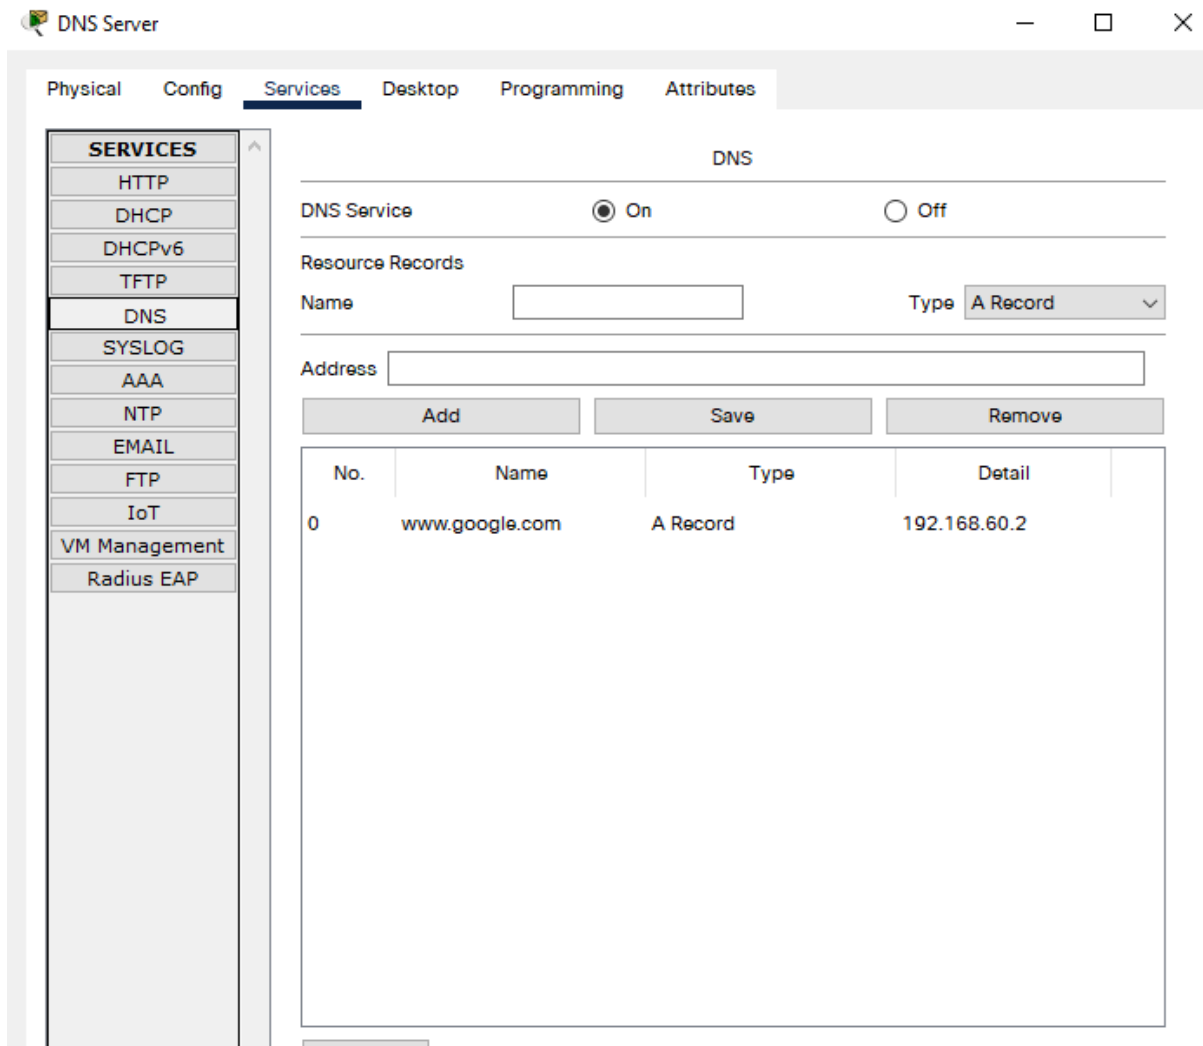 DNS Server
Physical Config Services Desktop Programming Attributes
SERVICES
HTTP
DHCP
DHCPv6
TFTP
DNS
SYSLOG
AAA
NTP
EMAIL
FTP
IoT
VM Management
Radius EAP
DNS
DNS Service On Off
Resource Records
Name Type A Record
Address
Add Save Remove
No. Name Type Detail
0 www.google.com A Record 192.168.60.2